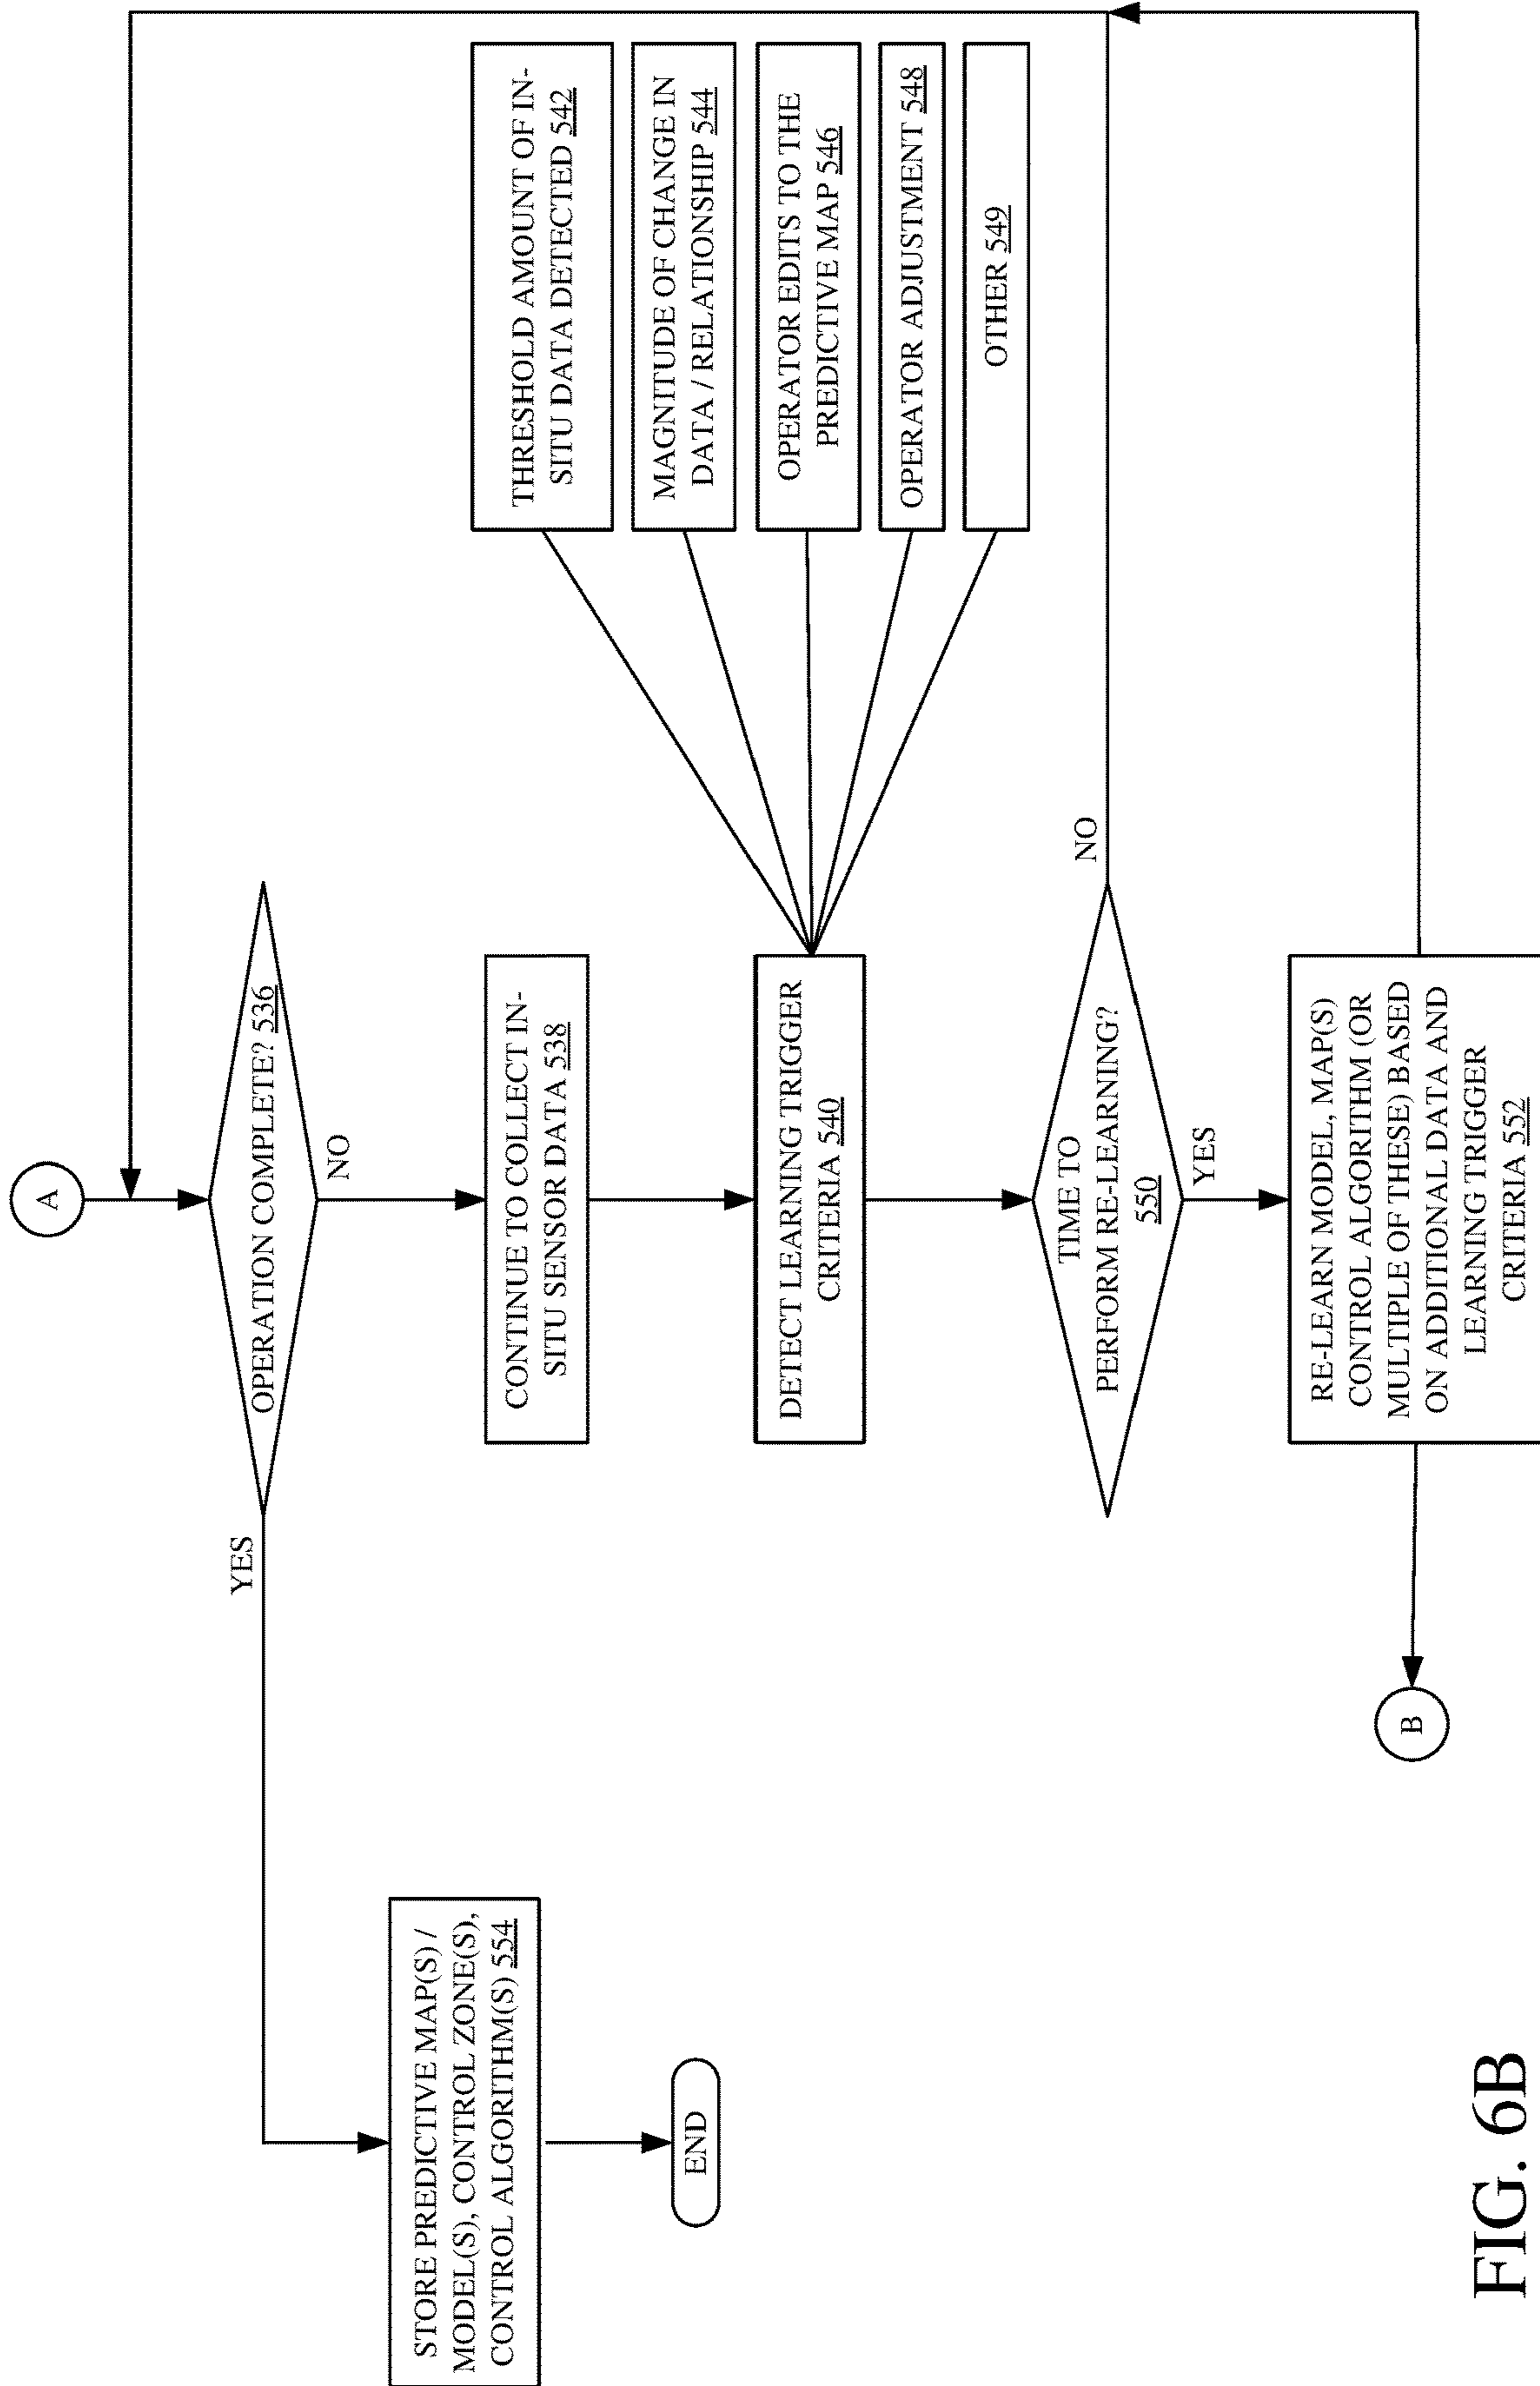 A
OPERATION COMPLETE? 536
YES
NO
STORE PREDICTIVE MAP(S) /
MODEL(S), CONTROL ZONE(S),
CONTROL ALGORITHM(S) 554
END
CONTINUE TO COLLECT IN-
SITU SENSOR DATA 538
DETECT LEARNING TRIGGER
CRITERIA 540
THRESHOLD AMOUNT OF IN-
SITU DATA DETECTED 542
MAGNITUDE OF CHANGE IN
DATA / RELATIONSHIP 544
OPERATOR EDITS TO THE
PREDICTIVE MAP 546
OPERATOR ADJUSTMENT 548
OTHER 549
TIME TO
PERFORM RE-LEARNING?
550
NO
YES
RE-LEARN MODEL, MAP(S)
CONTROL ALGORITHM (OR
MULTIPLE OF THESE) BASED
ON ADDITIONAL DATA AND
LEARNING TRIGGER
CRITERIA 552
B
FIG. 6B